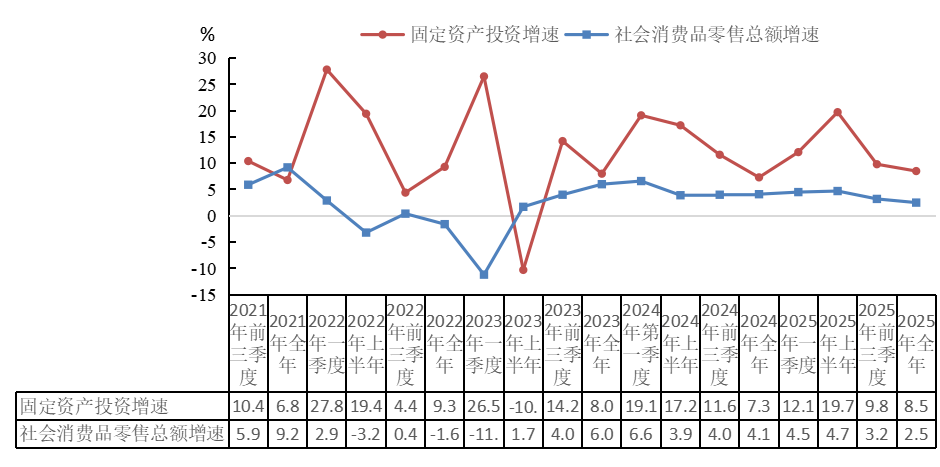 %
固定资产投资增速 社会消费品零售总额增速
30
25
20
15
10
5
0
-5
-10
-15
2021年前三季度 2021年全年 2022年一季度 2022年上半年 2022年前三季度 2022年全年 2023年一季度 2023年上半年 2023年前三季度 2023年全年 2024年第一季度 2024年上半年 2024年前三季度 2024年全年 2025年一季度 2025年上半年 2025年前三季度 2025年全年
固定资产投资增速 10.4 6.8 27.8 19.4 4.4 9.3 26.5 -10. 14.2 8.0 19.1 17.2 11.6 7.3 12.1 19.7 9.8 8.5
社会消费品零售总额增速 5.9 9.2 2.9 -3.2 0.4 -1.6 -11. 1.7 4.0 6.0 6.6 3.9 4.0 4.1 4.5 4.7 3.2 2.5